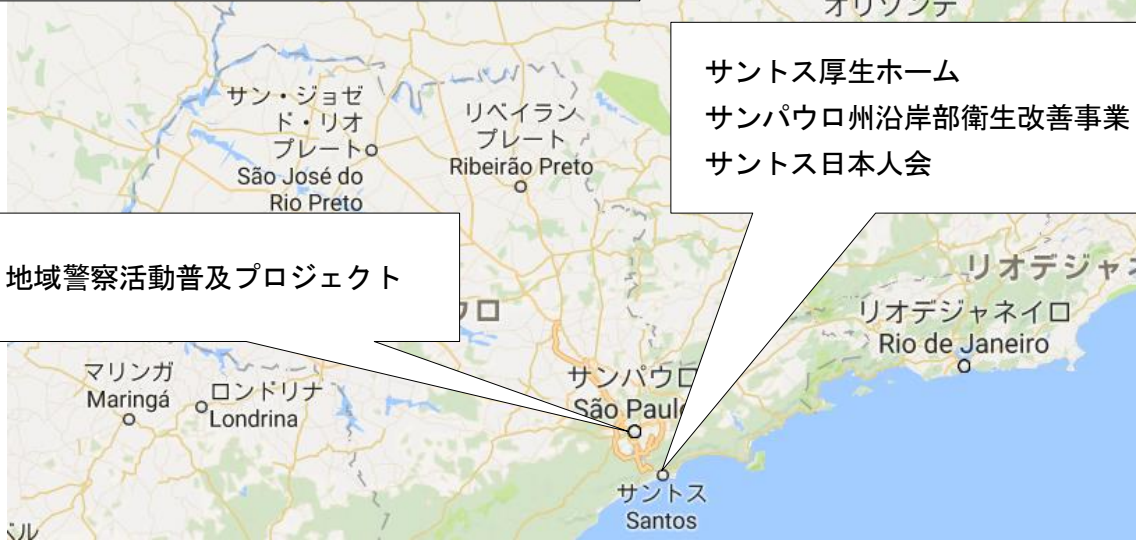 オリゾンテ
サントス厚生ホーム
サンパウロ州沿岸部衛生改善事業
サントス日本人会
サン・ジョゼ
ド・リオ
プレート
São José do
Rio Preto
リベイラン
プレート
Ribeirão Preto
地域警察活動普及プロジェクト
ウロ
リオデジャネ
リオデジャネイロ
Rio de Janeiro
マリンガ
Maringá
ロンドリナ
Londrina
サンパウロ
São Paulo
サントス
Santos